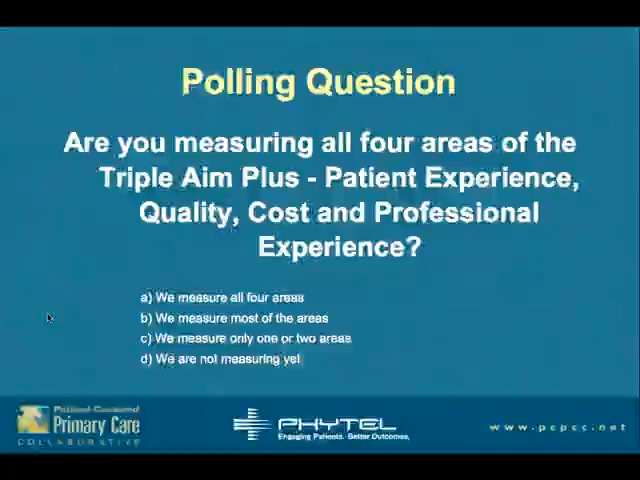 Polling Question
Are you measuring all four areas of the
Triple Aim Plus - Patient Experience,
Quality, Cost and Professional
Experience?
a) We measure all four areas
b) We measure most of the areas
c) We measure only one or two areas
d) We are not measuring yet
Patient-Centered
Primary Care
COLLABORATIVE
PHYTEL
Engaging Patients. Better Outcomes.
www.pcpcc.net